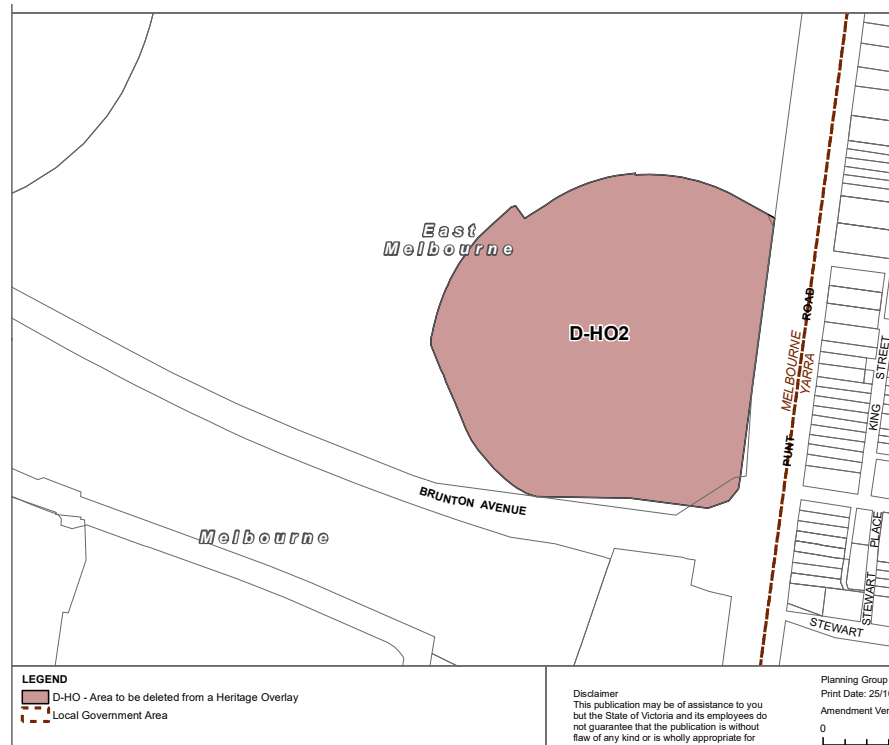 East
Melbourne
D-HO2
PUNT ROAD
MELBOURNE
YARRA
KING STREET
BRUNTON AVENUE
Melbourne
STEWART PLACE
STEWART
LEGEND
D-HO - Area to be deleted from a Heritage Overlay
Local Government Area
Disclaimer
This publication may be of assistance to you
but the State of Victoria and its employees do
not guarantee that the publication is without
flaw of any kind or is wholly appropriate for
Planning Group
Print Date: 25/1
Amendment Ver
0